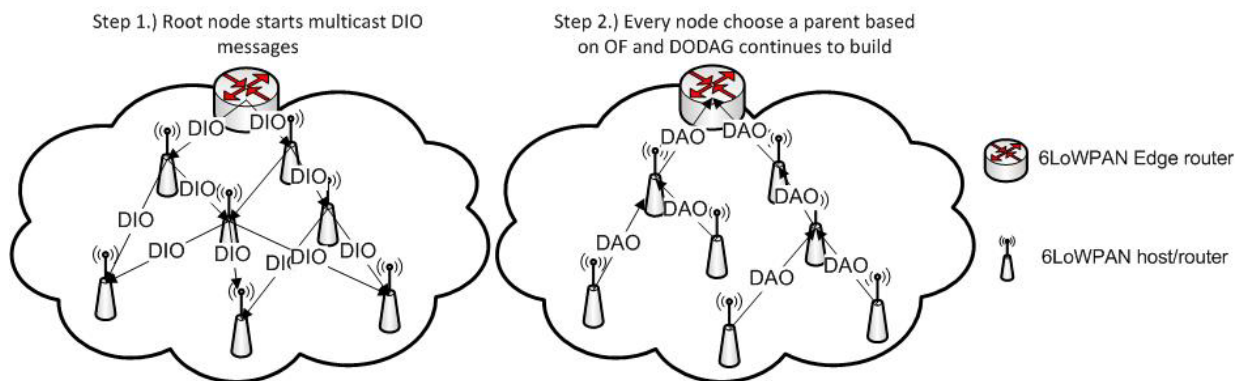 Step 1.) Root node starts multicast DIO
messages
Step 2.) Every node choose a parent based
on OF and DODAG continues to build
DIO
DIO
DIO
DIO
DIO
DIO
DIO
DIO
DIO
DAO
DAO
DAO
DAO
DAO
DAO
DAO
6LoWPAN Edge router
6LoWPAN host/router